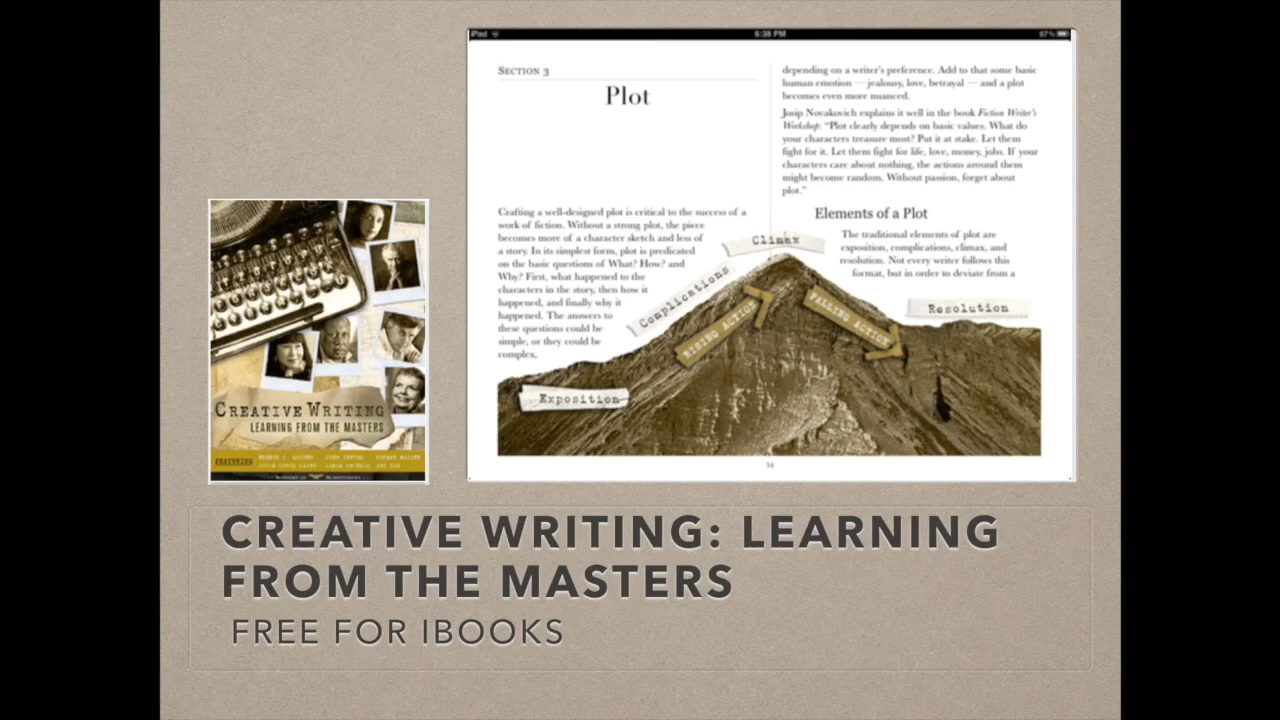 iPad 6:38 PM 87%
SECTION 3
Plot
Crafting a well-designed plot is critical to the success of a
work of fiction. Without a strong plot, the piece
becomes more of a character sketch and less of
a story. In its simplest form, plot is predicated
on the basic questions of What? How? and
Why? First, what happened to the
characters in the story, then how it
happened, and finally why it
happened. The answers to
these questions could be
simple, or they could be
complex,
depending on a writer's preference. Add to that some basic
human emotion — jealousy, love, betrayal — and a plot
becomes even more nuanced.
Josip Novakovich explains it well in the book Fiction Writer's
Workshop: "Plot clearly depends on basic values. What do
your characters treasure most? Put it at stake. Let them
fight for it. Let them fight for life, love, money, jobs. If your
characters care about nothing, the actions around them
might become random. Without passion, forget about
plot."
Elements of a Plot
The traditional elements of plot are
exposition, complications, climax, and
resolution. Not every writer follows this
format, but in order to deviate from a
Exposition
Complications
RISING ACTION
Climax
FALLING ACTION
Resolution
34
CREATIVE WRITING
LEARNING FROM THE MASTERS
FEATURING
CREATIVE WRITING: LEARNING
FROM THE MASTERS
FREE FOR IBOOKS